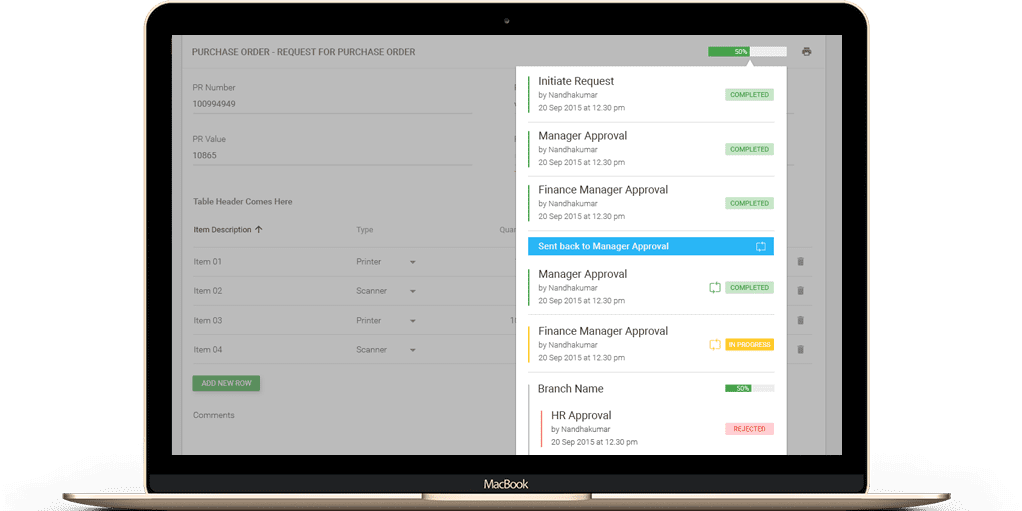 PURCHASE ORDER - REQUEST FOR PURCHASE ORDER
50%
PR Number
100994949
PR Value
10865
Table Header Comes Here
Item Description
Type
Quan
Item 01
Printer
Item 02
Scanner
Item 03
Printer
Item 04
Scanner
ADD NEW ROW
Comments
Initiate Request
by Nandhakumar
COMPLETED
20 Sep 2015 at 12.30 pm
Manager Approval
by Nandhakumar
COMPLETED
20 Sep 2015 at 12.30 pm
Finance Manager Approval
by Nandhakumar
COMPLETED
20 Sep 2015 at 12.30 pm
Sent back to Manager Approval
Manager Approval
by Nandhakumar
COMPLETED
20 Sep 2015 at 12.30 pm
Finance Manager Approval
by Nandhakumar
IN PROGRESS
20 Sep 2015 at 12.30 pm
Branch Name
50%
HR Approval
by Nandhakumar
REJECTED
20 Sep 2015 at 12.30 pm
MacBook